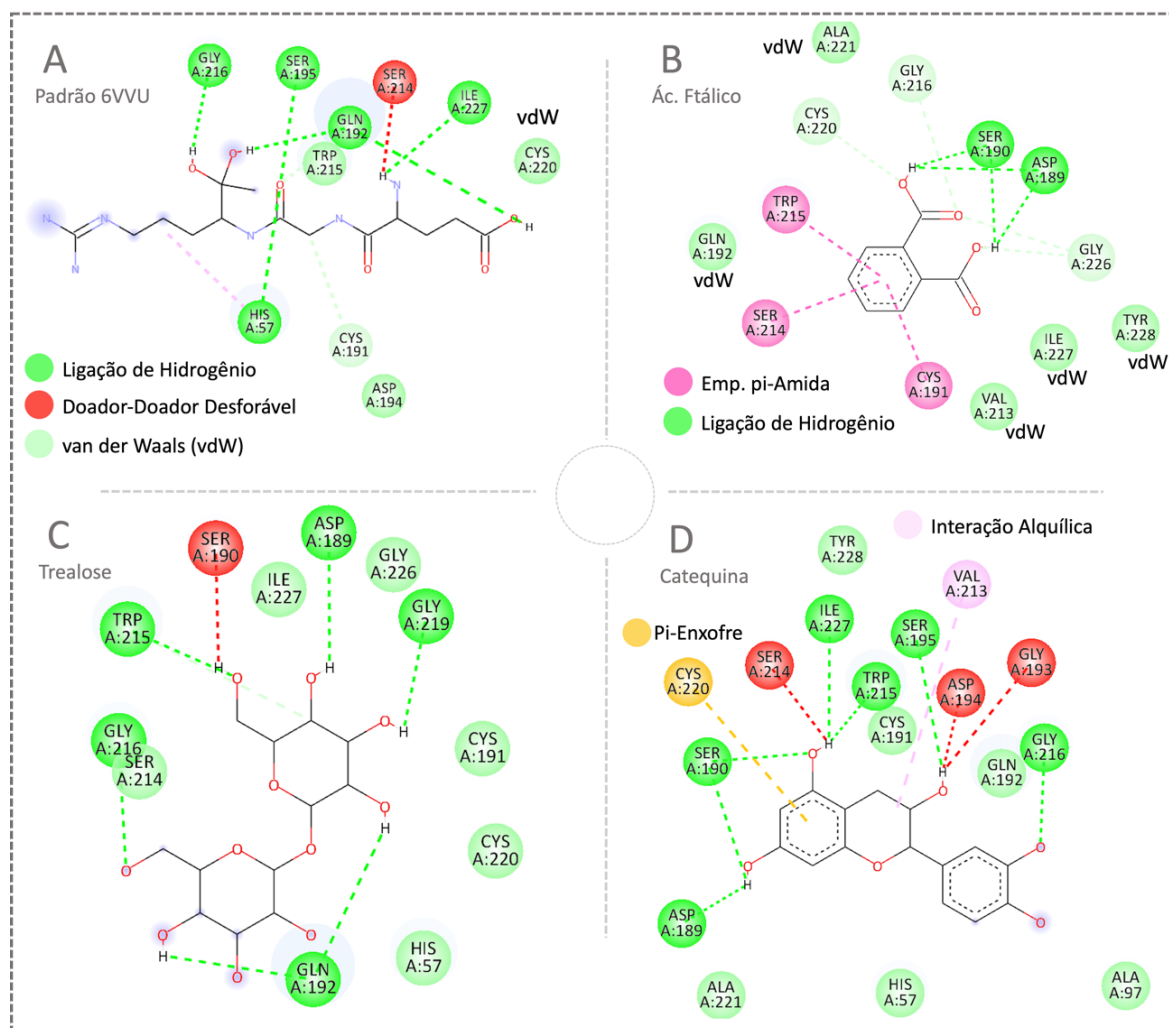 A
Padrão 6VVU
GLY
A:216
SER
A:195
SER
A:214
ILE
A:227
GLN
A:192
vdW
TRP
A:215
CYS
A:220
H
H
H
H
O
O
O
N
N
N
N
N
N
O
O
O
HIS
A:57
CYS
A:191
ASP
A:194
Ligação de Hidrogênio
Doador-Doador Desforável
van der Waals (vdW)
B
Ác. Ftálico
vdW
ALA
A:221
GLY
A:216
CYS
A:220
SER
A:190
ASP
A:189
H
O
O
H
O
O
TRP
A:215
GLN
A:192
vdW
GLY
A:226
SER
A:214
TYR
A:228
vdW
ILE
A:227
vdW
CYS
A:191
VAL
A:213
vdW
Emp. pi-Amida
Ligação de Hidrogênio
C
Trealose
SER
A:190
ASP
A:189
ILE
A:227
GLY
A:226
GLY
A:219
TRP
A:215
H
H
O
O
O
H
GLY
A:216
SER
A:214
CYS
A:191
O
O
H
O
O
O
CYS
A:220
O
H
O
O
GLN
A:192
HIS
A:57
D
Catequina
Interação Alquílica
TYR
A:228
VAL
A:213
ILE
A:227
SER
A:195
Pi-Enxofre
CYS
A:220
SER
A:214
TRP
A:215
GLY
A:193
ASP
A:194
CYS
A:191
GLY
A:216
SER
A:190
GLN
A:192
O
H
H
O
O
H
O
O
O
ASP
A:189
ALA
A:221
HIS
A:57
ALA
A:97